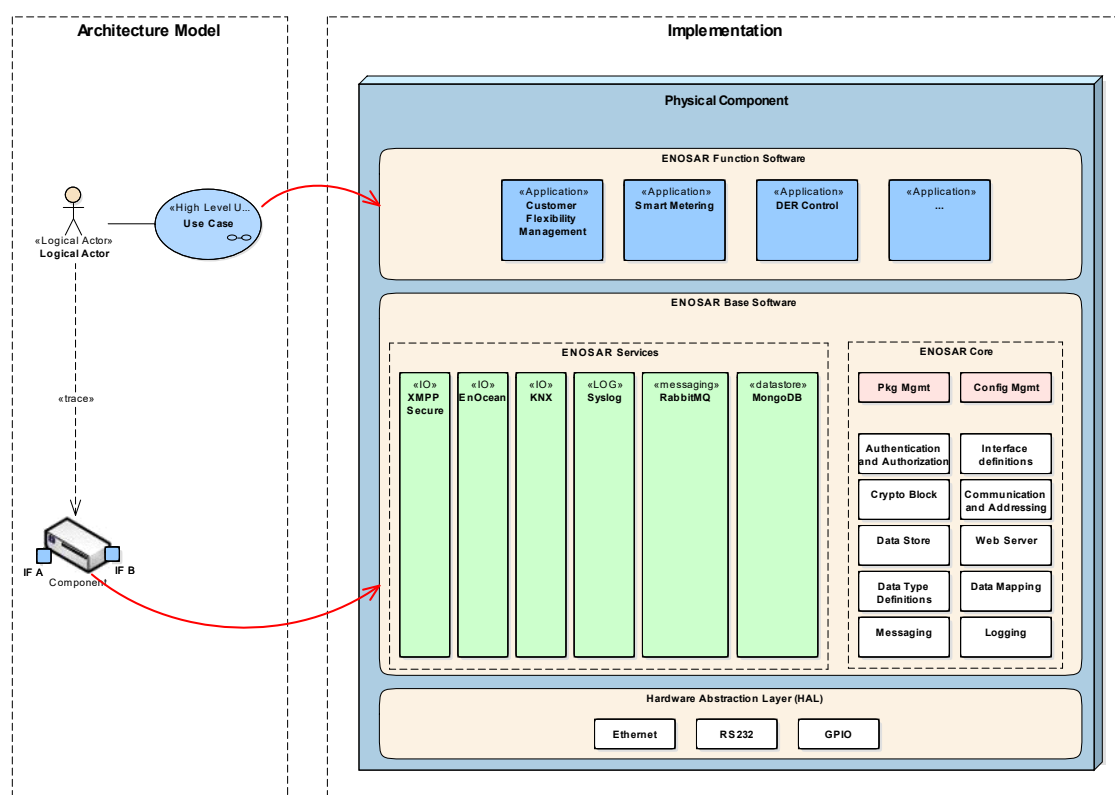 Architecture Model
Implementation
Physical Component
ENOSAR Function Software
«Application»
Customer
Flexibility
Management
«Application»
Smart Metering
«Application»
DER Control
«Application»
...
«High Level U...
Use Case
«Logical Actor»
Logical Actor
«trace»
IF A
IF B
Component
ENOSAR Base Software
ENOSAR Services
«IO»
XMPP
Secure
«IO»
EnOcean
«IO»
KNX
«LOG»
Syslog
«messaging»
RabbitMQ
«datastore»
MongoDB
ENOSAR Core
Pkg Mgmt
Config Mgmt
Authentication
and Authorization
Interface
definitions
Crypto Block
Communication
and Addressing
Data Store
Web Server
Data Type
Definitions
Data Mapping
Messaging
Logging
Hardware Abstraction Layer (HAL)
Ethernet
RS232
GPIO